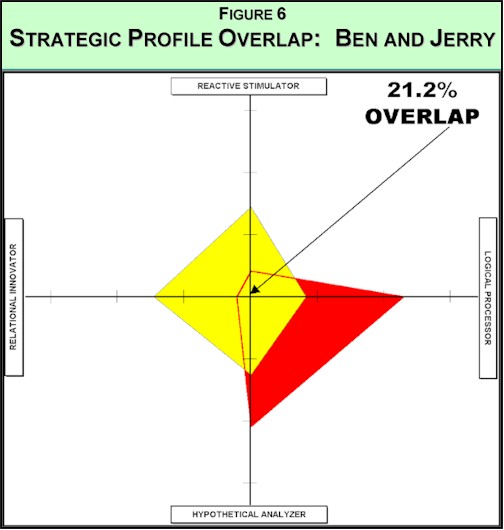 FIGURE 6
STRATEGIC PROFILE OVERLAP: BEN AND JERRY
REACTIVE STIMULATOR
21.2%
OVERLAP
RELATIONAL INNOVATOR
LOGICAL PROCESSOR
HYPOTHETICAL ANALYZER